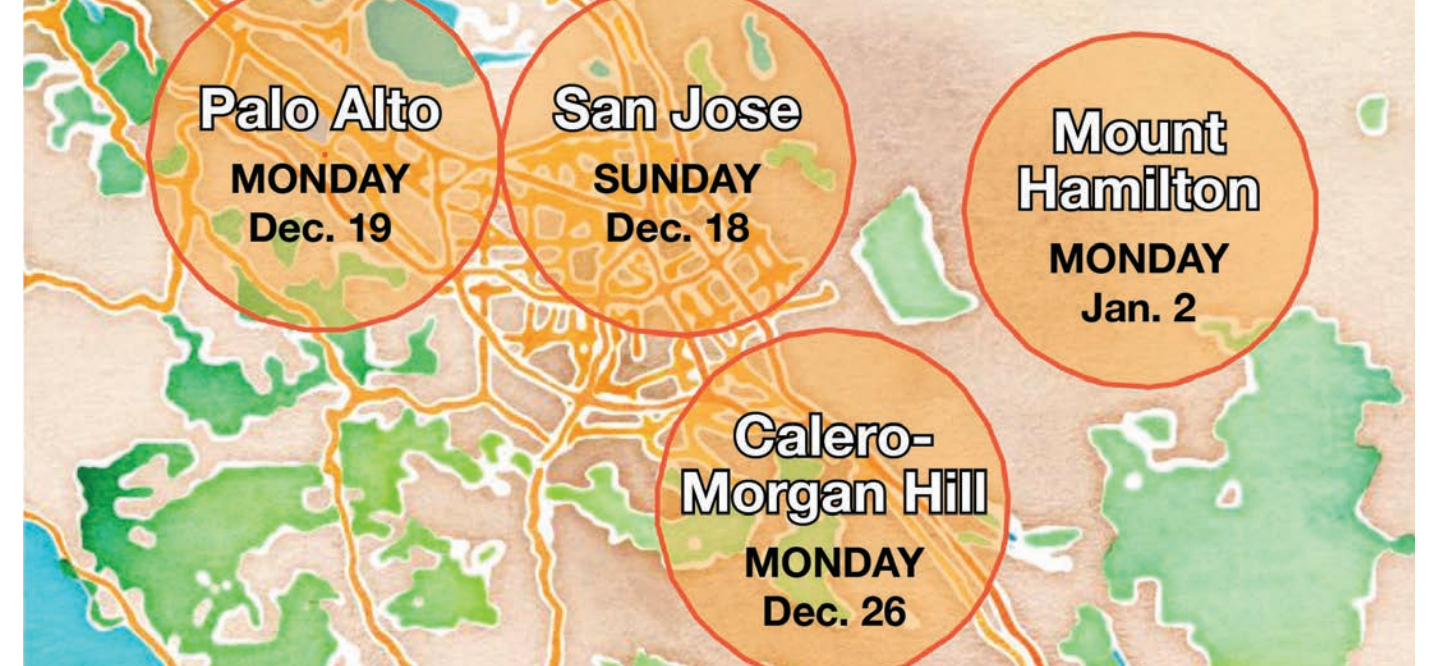 Palo Alto
MONDAY
Dec. 19
San Jose
SUNDAY
Dec. 18
Mount
Hamilton
MONDAY
Jan. 2
Calero-
Morgan Hill
MONDAY
Dec. 26